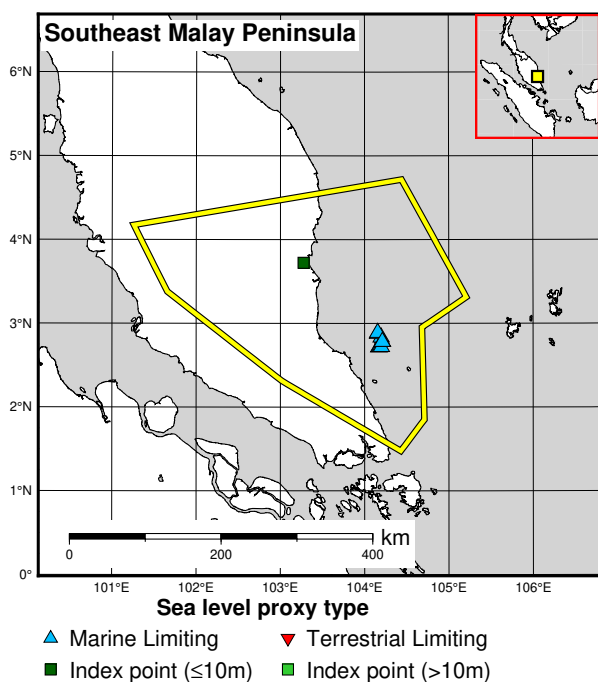 Southeast Malay Peninsula
6°N
5°N
4°N
3°N
2°N
1°N
0°
km
0 200 400
101°E 102°E 103°E 104°E 105°E 106°E
Sea level proxy type
Marine Limiting Terrestrial Limiting
Index point (≤10m) Index point (>10m)